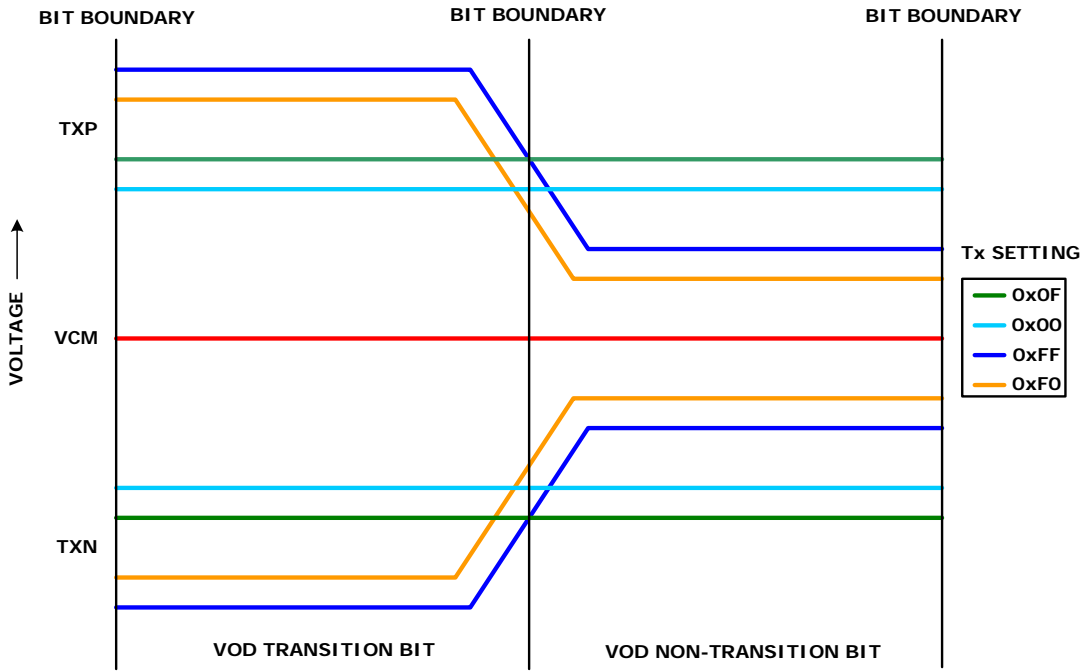 BIT BOUNDARY
BIT BOUNDARY
BIT BOUNDARY
TXP
VOLTAGE
VCM
TXN
Tx SETTING
0x0F
0x00
0xFF
0xF0
VOD TRANSITION BIT
VOD NON-TRANSITION BIT